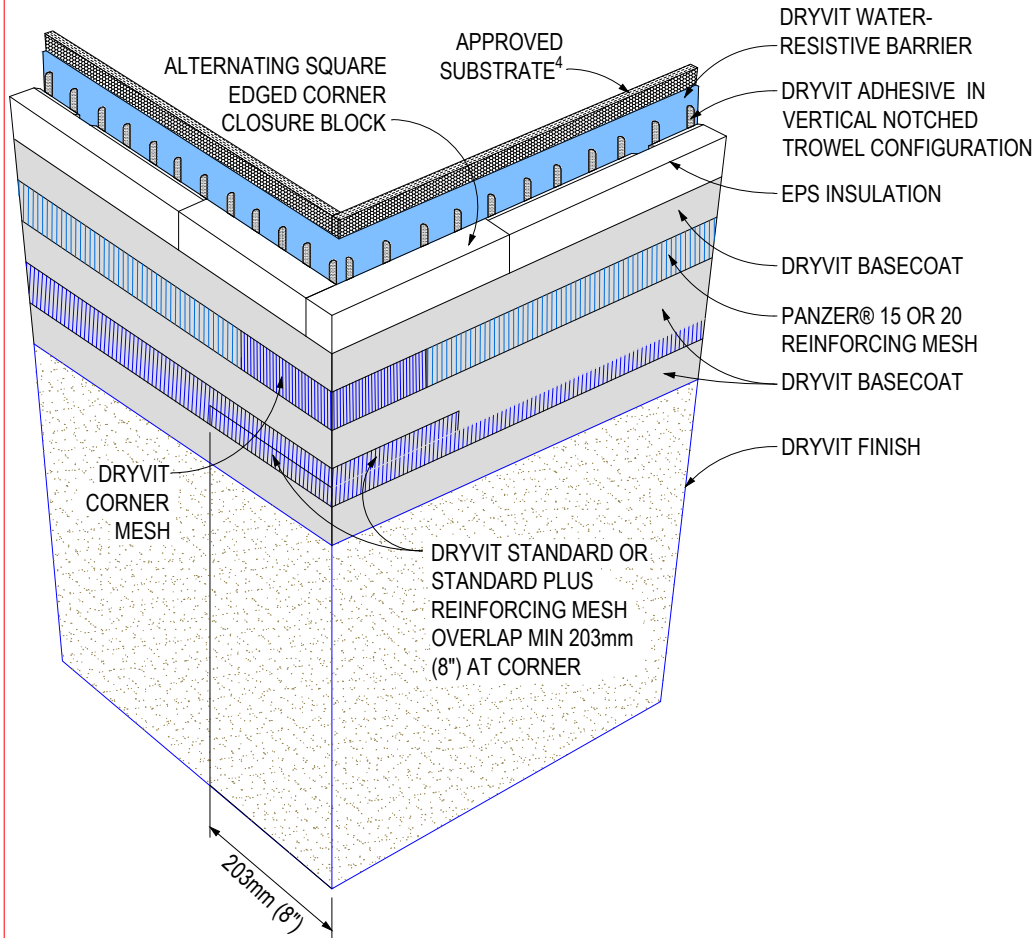 ALTERNATING SQUARE
EDGED CORNER
CLOSURE BLOCK
APPROVED
SUBSTRATE4
DRYVIT WATER-
RESISTIVE BARRIER
DRYVIT ADHESIVE IN
VERTICAL NOTCHED
TROWEL CONFIGURATION
EPS INSULATION
DRYVIT BASECOAT
PANZER® 15 OR 20
REINFORCING MESH
DRYVIT BASECOAT
DRYVIT FINISH
DRYVIT
CORNER
MESH
DRYVIT STANDARD OR
STANDARD PLUS
REINFORCING MESH
OVERLAP MIN 203mm
(8") AT CORNER
203mm (8")